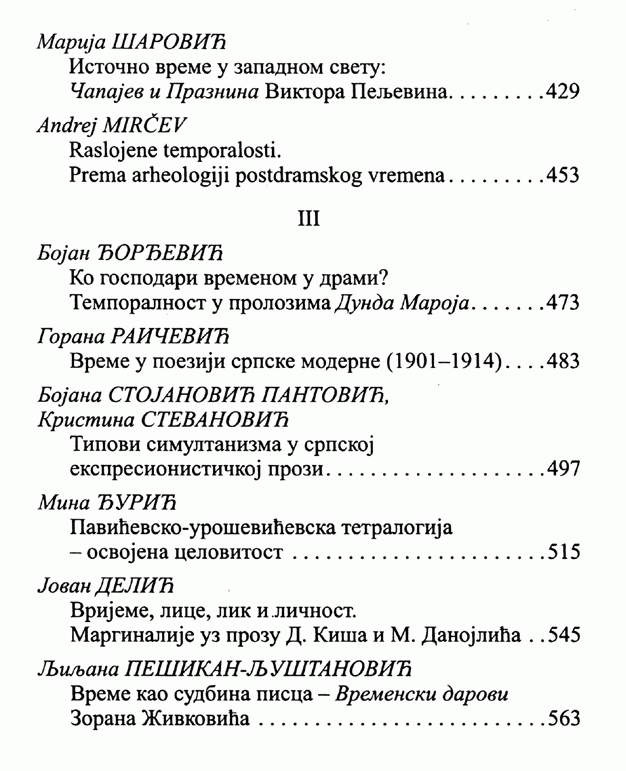 Марија ШАРОВИЋ
Источно време у западном свету:
Чапајев и Празнина Виктора Пељевина.........429
Andrej MIRČEV
Raslojene temporalosti.
Prema arheologiji postdramskog vremena.........453
III
Бојан ЂОРЂЕВИЋ
Ко господари временом у драми?
Темпоралност у пролозима Дунда Мароја.......473
Горана РАИЧЕВИЋ
Време у поезији српске модерне (1901–1914)....483
Бојана СТОЈАНОВИЋ ПАНТОВИЋ,
Кристина СТЕВАНОВИЋ
Типови симултанизма у српској
експресионистичкој прози.....................497
Мина ЂУРИЋ
Павићевско-урошевићевска тетралогија
– освојена целовитост ........................515
Јован ДЕЛИЋ
Вријеме, лице, лик и личност.
Маргиналије уз прозу Д. Киша и М. Данојлића ..545
Љиљана ПЕШИКАН-ЉУШТАНОВИЋ
Време као судбина писца – Временски дарови
Зорана Живковића ...........................563